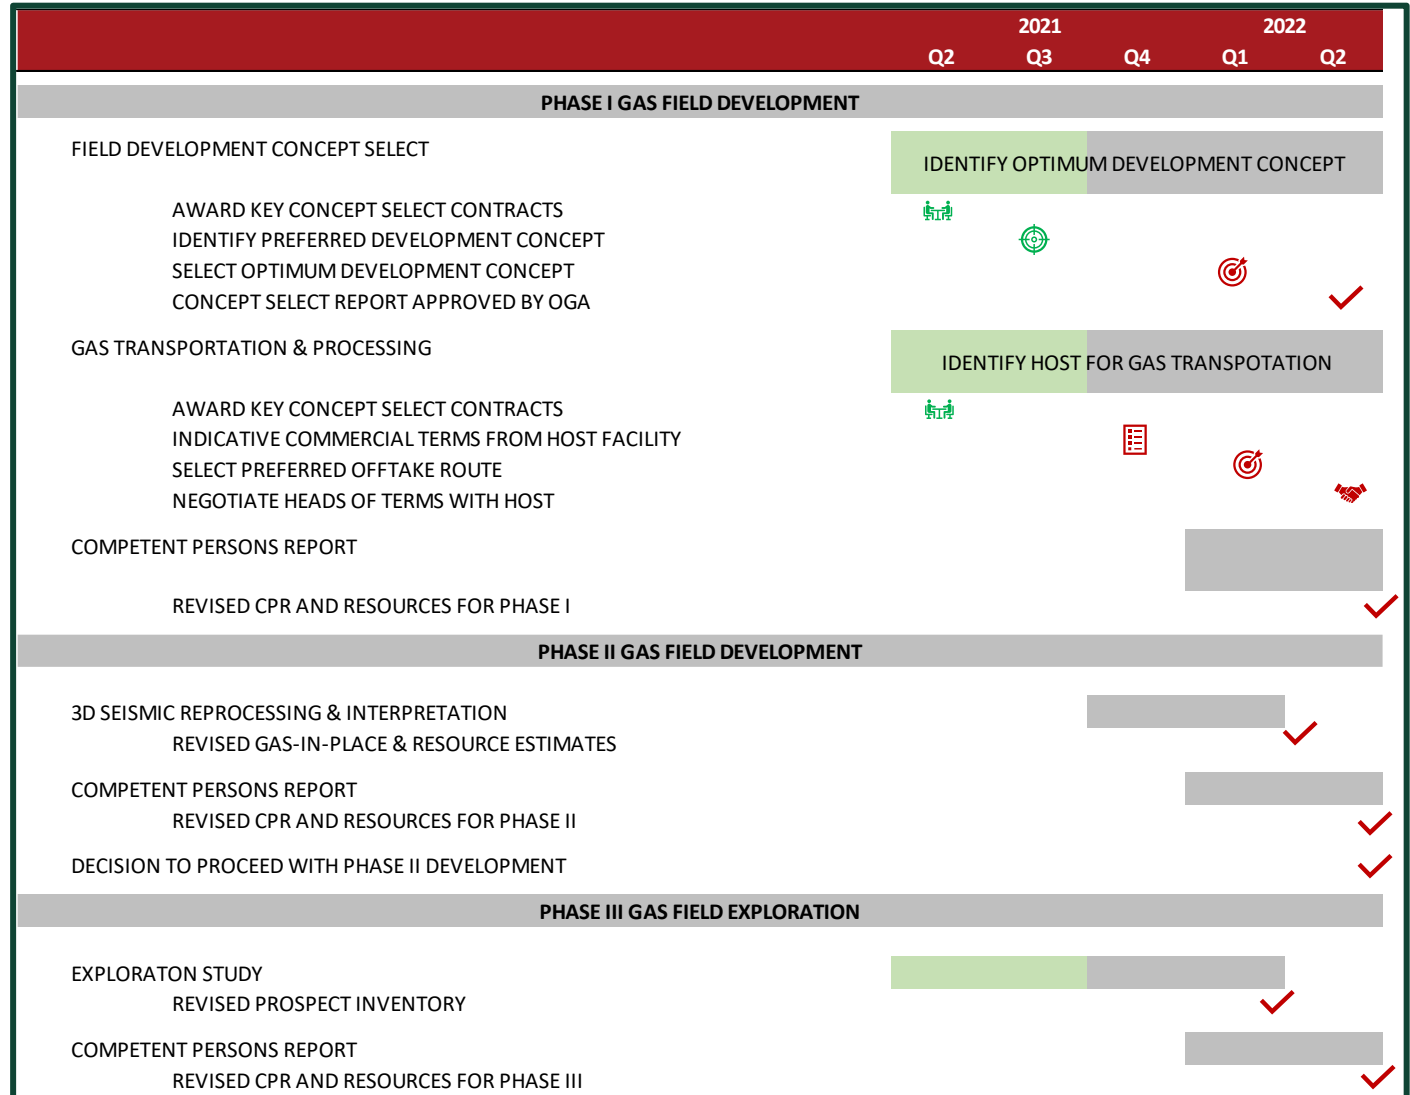 2021 2022
Q2 Q3 Q4 Q1 Q2
PHASE I GAS FIELD DEVELOPMENT
FIELD DEVELOPMENT CONCEPT SELECT
IDENTIFY OPTIMUM DEVELOPMENT CONCEPT
AWARD KEY CONCEPT SELECT CONTRACTS
IDENTIFY PREFERRED DEVELOPMENT CONCEPT
SELECT OPTIMUM DEVELOPMENT CONCEPT
CONCEPT SELECT REPORT APPROVED BY OGA
GAS TRANSPORTATION & PROCESSING
IDENTIFY HOST FOR GAS TRANSPOTATION
AWARD KEY CONCEPT SELECT CONTRACTS
INDICATIVE COMMERCIAL TERMS FROM HOST FACILITY
SELECT PREFERRED OFFTAKE ROUTE
NEGOTIATE HEADS OF TERMS WITH HOST
COMPETENT PERSONS REPORT
REVISED CPR AND RESOURCES FOR PHASE I
PHASE II GAS FIELD DEVELOPMENT
3D SEISMIC REPROCESSING & INTERPRETATION
REVISED GAS-IN-PLACE & RESOURCE ESTIMATES
COMPETENT PERSONS REPORT
REVISED CPR AND RESOURCES FOR PHASE II
DECISION TO PROCEED WITH PHASE II DEVELOPMENT
PHASE III GAS FIELD EXPLORATION
EXPLORATON STUDY
REVISED PROSPECT INVENTORY
COMPETENT PERSONS REPORT
REVISED CPR AND RESOURCES FOR PHASE III